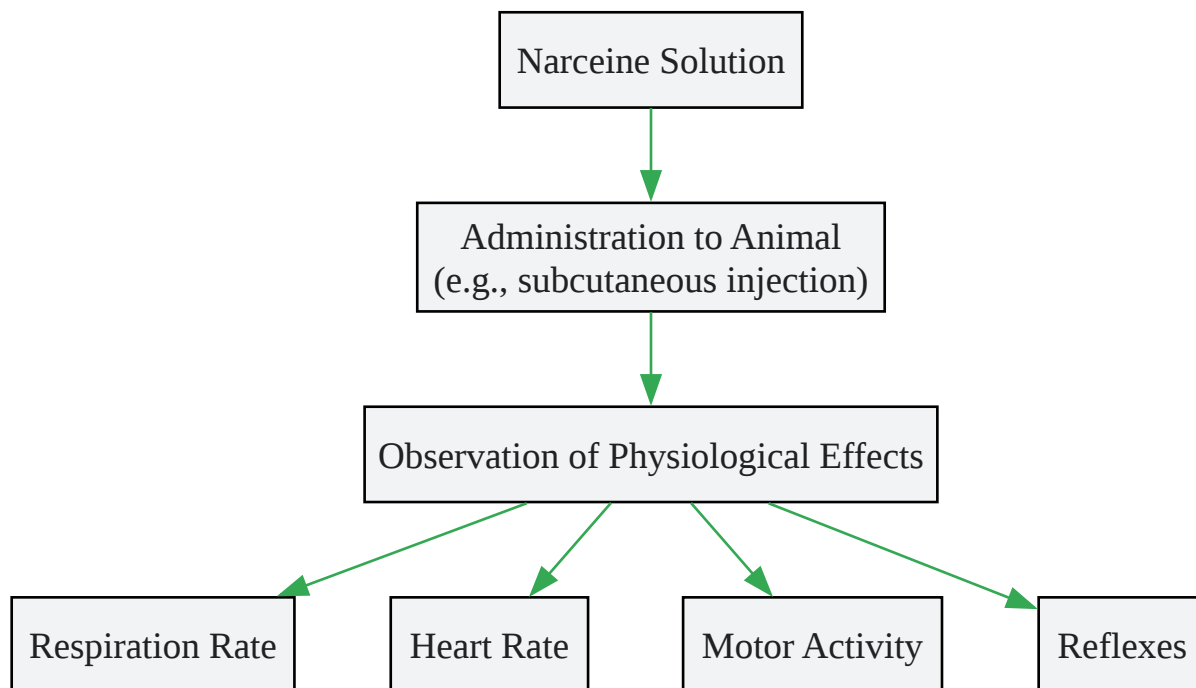 Narceine Solution
Administration to Animal
(e.g., subcutaneous injection)
Observation of Physiological Effects
Respiration Rate
Heart Rate
Motor Activity
Reflexes